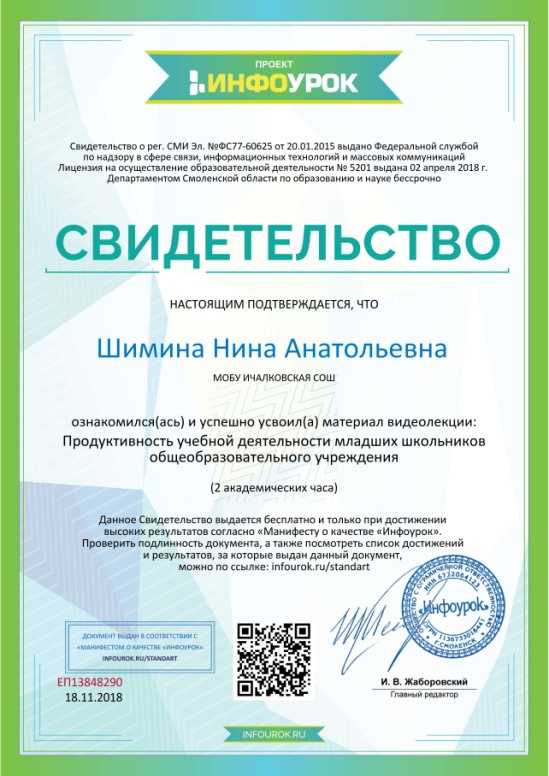 ПРОЕКТ
ИНФОУРОК
Свидетельство о рег. СМИ Эл. №ФС77-60625 от 20.01.2015 выдано Федеральной службой
по надзору в сфере связи, информационных технологий и массовых коммуникаций
Лицензия на осуществление образовательной деятельности № 5201 выдана 02 апреля 2018 г.
Департаментом Смоленской области по образованию и науке бессрочно
СВИДЕТЕЛЬСТВО
НАСТОЯЩИМ ПОДТВЕРЖДАЕТСЯ, ЧТО
Шимина Нина Анатольевна
МОБУ ИЧАЛКОВСКАЯ СОШ
ознакомился(ась) и успешно усвоил(а) материал видеолекции:
Продуктивность учебной деятельности младших школьников
общеобразовательного учреждения
(2 академических часа)
Данное Свидетельство выдается бесплатно и только при достижении
высоких результатов согласно «Манифесту о качестве «Инфоурок».
Проверить подлинность документа, а также посмотреть список достижений
и результатов, за которые выдан данный документ,
можно по ссылке: infourok.ru/standart
ДОКУМЕНТ ВЫДАН В СООТВЕТСТВИИ С
«МАНИФЕСТОМ О КАЧЕСТВЕ «ИНФОУРОК»
INFOUROK.RU/STANDART
ЕП13848290
18.11.2018
ОБЩЕСТВО С ОГРАНИЧЕННОЙ ОТВЕТСТВЕННОСТЬЮ
«Инфоурок»
Г.СМОЛЕНСК
И. В. Жаборовский
Главный редактор
INFOUROK.RU